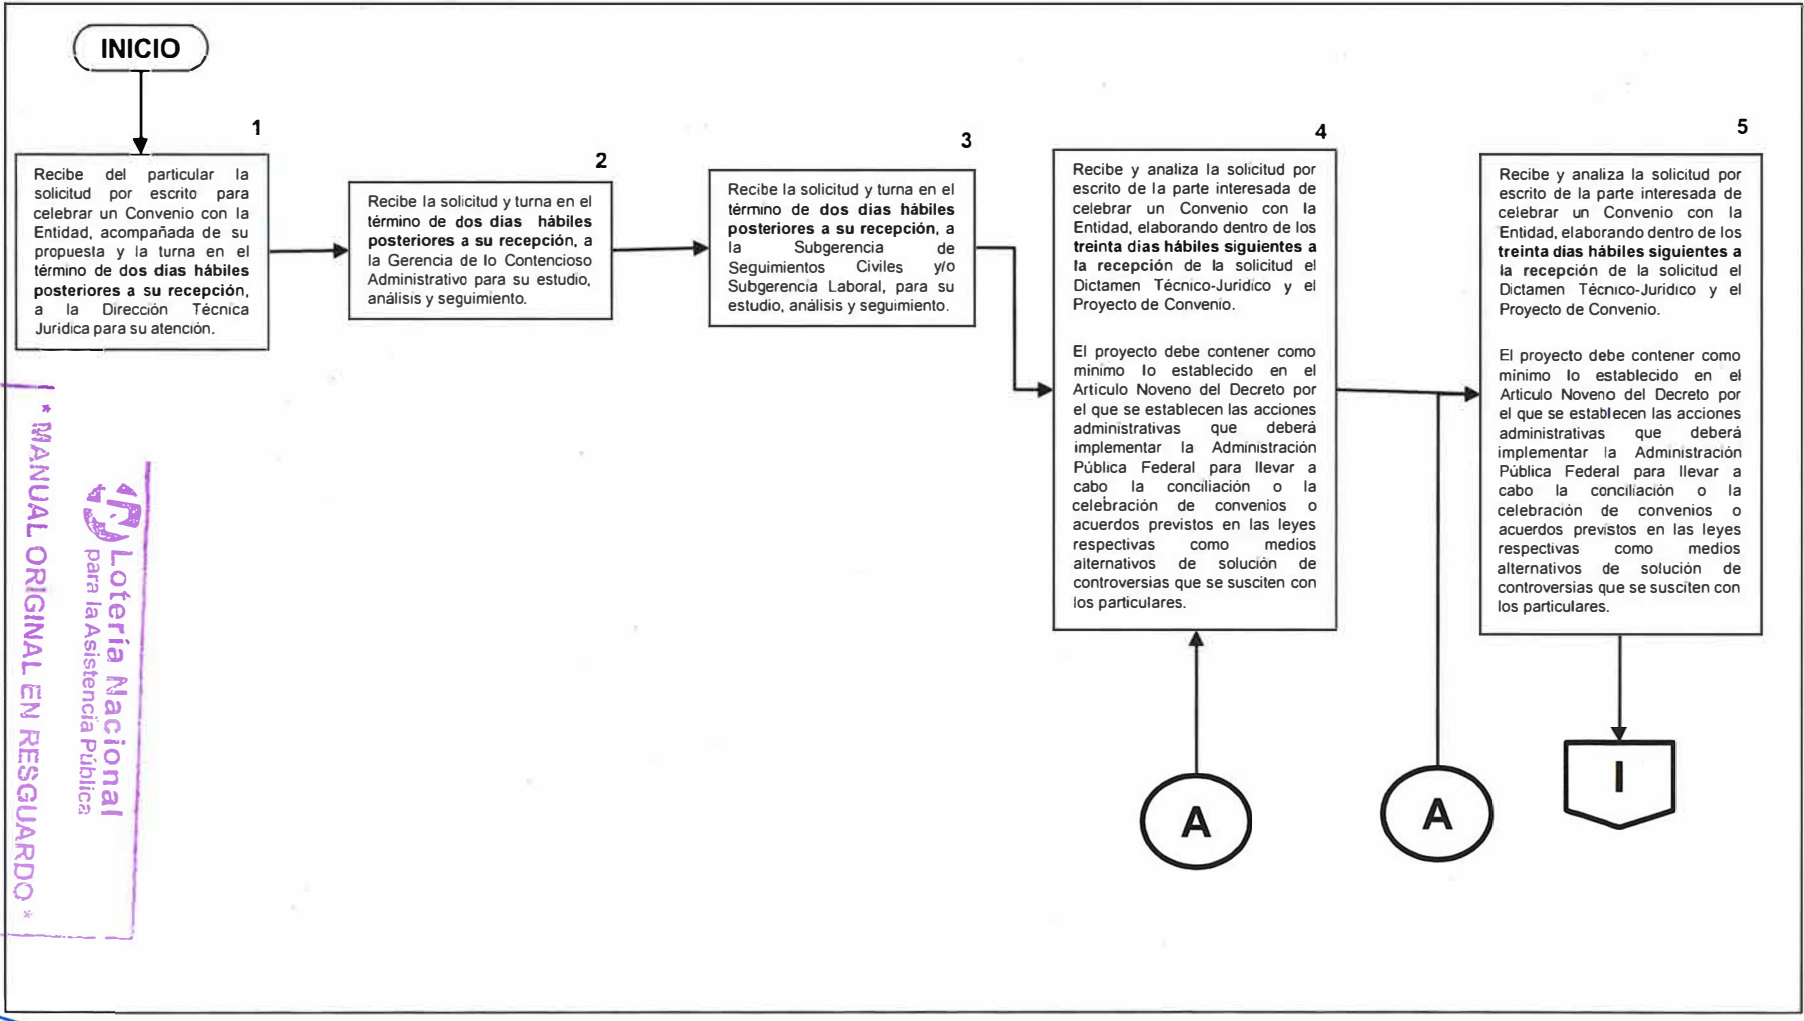 INICIO
1
Recibe del particular la
solicitud por escrito para
celebrar un Convenio con la
Entidad, acompañada de su
propuesta y la turna en el
término de dos días hábiles
posteriores a su recepción,
a la Dirección Técnica
Jurídica para su atención.
2
Recibe la solicitud y turna en el
término de dos días hábiles
posteriores a su recepción, a
la Gerencia de lo Contencioso
Administrativo para su estudio,
análisis y seguimiento.
3
Recibe la solicitud y turna en el
término de dos días hábiles
posteriores a su recepción, a
la Subgerencia de
Seguimientos Civiles y/o
Subgerencia Laboral, para su
estudio, análisis y seguimiento.
4
Recibe y analiza la solicitud por
escrito de la parte interesada de
celebrar un Convenio con la
Entidad, elaborando dentro de los
treinta días hábiles siguientes a
la recepción de la solicitud el
Dictamen Técnico-Jurídico y el
Proyecto de Convenio.
El proyecto debe contener como
mínimo lo establecido en el
Artículo Noveno del Decreto por
el que se establecen las acciones
administrativas que deberá
implementar la Administración
Pública Federal para llevar a
cabo la conciliación o la
celebración de convenios o
acuerdos previstos en las leyes
respectivas como medios
alternativos de solución de
controversias que se susciten con
los particulares.
5
Recibe y analiza la solicitud por
escrito de la parte interesada de
celebrar un Convenio con la
Entidad, elaborando dentro de los
treinta días hábiles siguientes a
la recepción de la solicitud el
Dictamen Técnico-Jurídico y el
Proyecto de Convenio.
El proyecto debe contener como
mínimo lo establecido en el
Artículo Noveno del Decreto por
el que se establecen las acciones
administrativas que deberá
implementar la Administración
Pública Federal para llevar a
cabo la conciliación o la
celebración de convenios o
acuerdos previstos en las leyes
respectivas como medios
alternativos de solución de
controversias que se susciten con
los particulares.
A
A
I
Lotería Nacional
para la Asistencia Pública
* MANUAL ORIGINAL EN RESGUARDO *